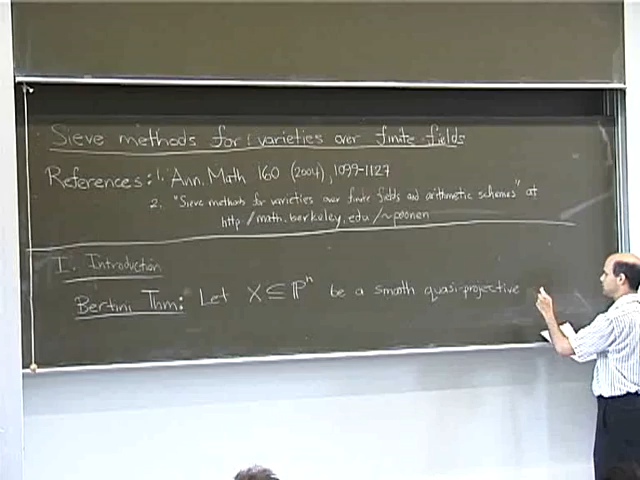 Sieve methods for varieties over finite fields
References: 1. Ann. Math 160 (2004), 1099-1127
2. "Sieve methods for varieties over finite fields and arithmetic schemes" at
http/math.berkeley.edu/~poonen
I. Introduction
Bertini Thm: Let X ⊆ ℙⁿ be a smooth quasi-projective